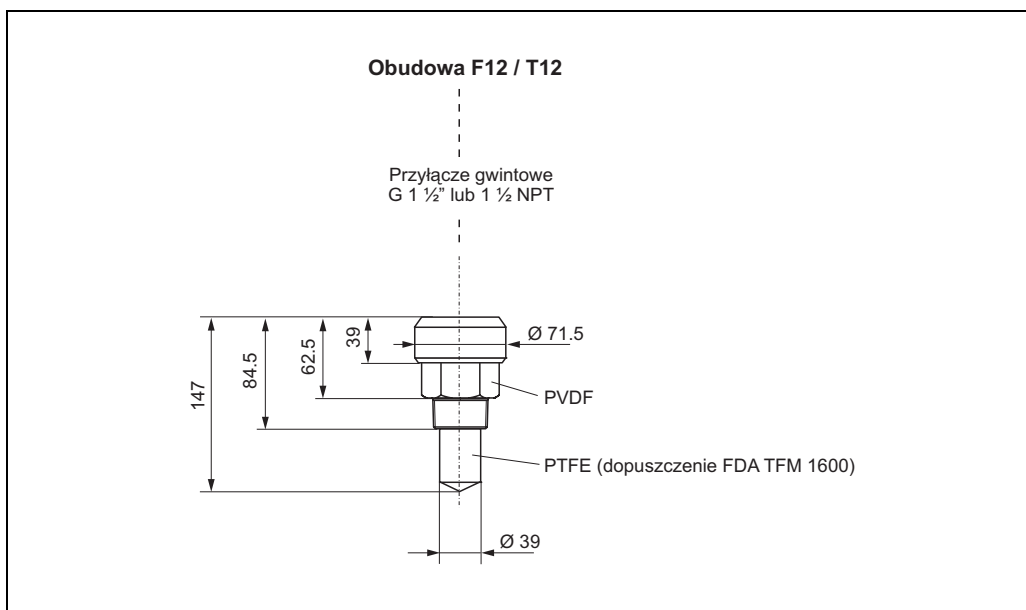 Obudowa F12 / T12
Przyłącze gwintowe
G 1 ½” lub 1 ½ NPT
147
84.5
62.5
39
Ø 71.5
PVDF
PTFE (dopuszczenie FDA TFM 1600)
Ø 39